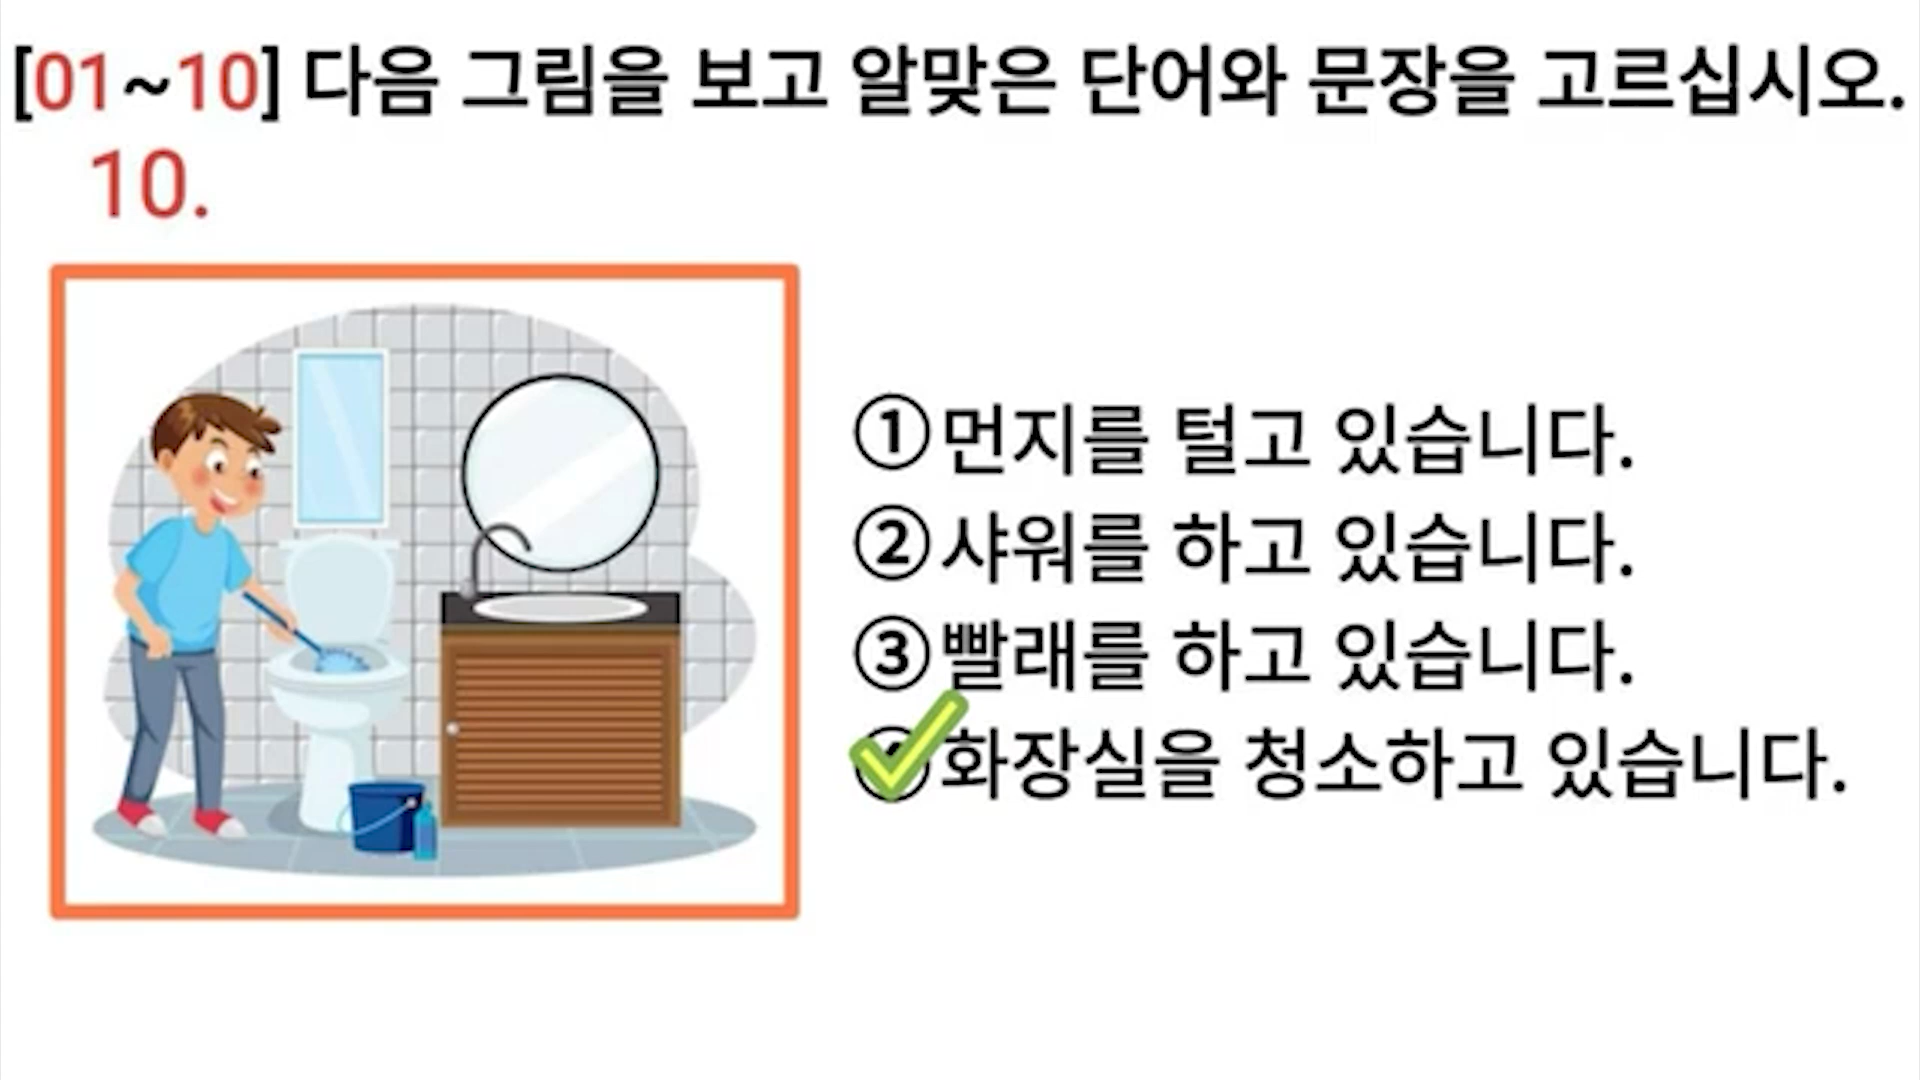 [01~10] 다음 그림을 보고 알맞은 단어와 문장을 고르십시오.
10.
①먼지를 털고 있습니다.
②샤워를 하고 있습니다.
③빨래를 하고 있습니다.
④화장실을 청소하고 있습니다.